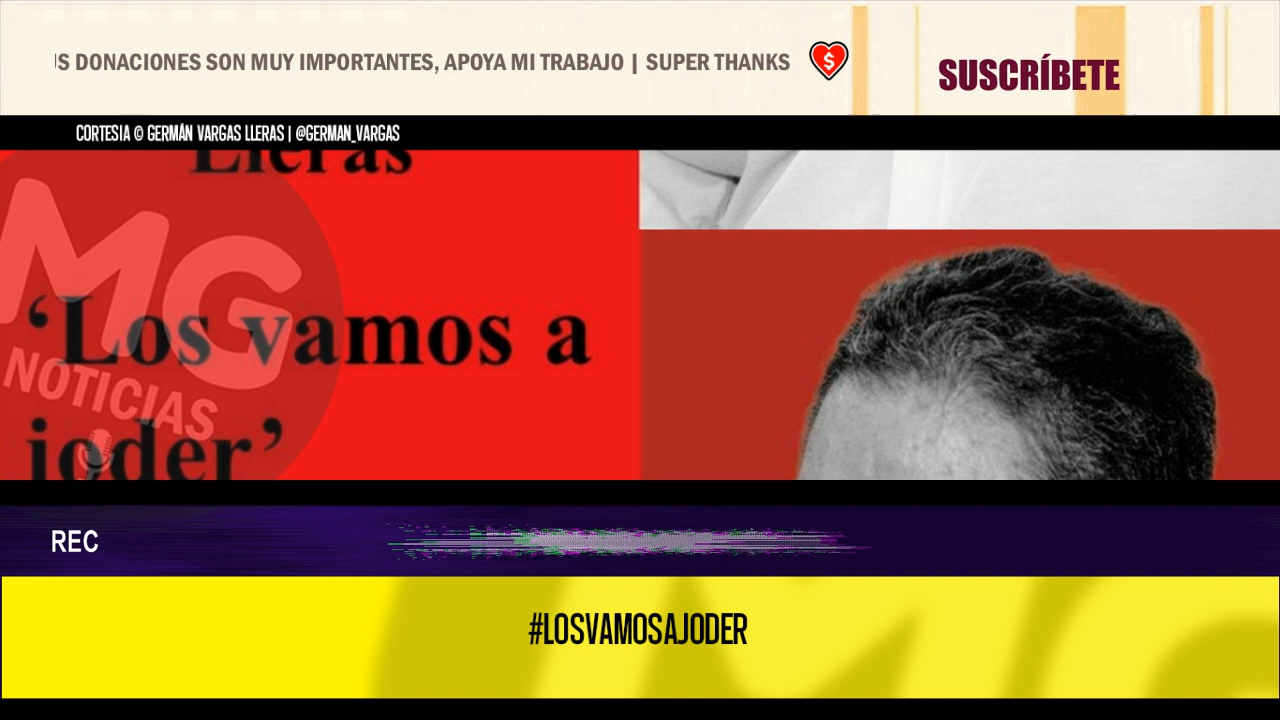 US DONACIONES SON MUY IMPORTANTES, APOYA MI TRABAJO | SUPER THANKS
$
SUSCRÍBETE
CORTESIA © GERMÁN VARGAS LLERAS | @GERMAN_VARGAS
Lleras
MG
NOTICIAS
‘Los vamos a
joder’
REC
#LOSVAMOSAJODER